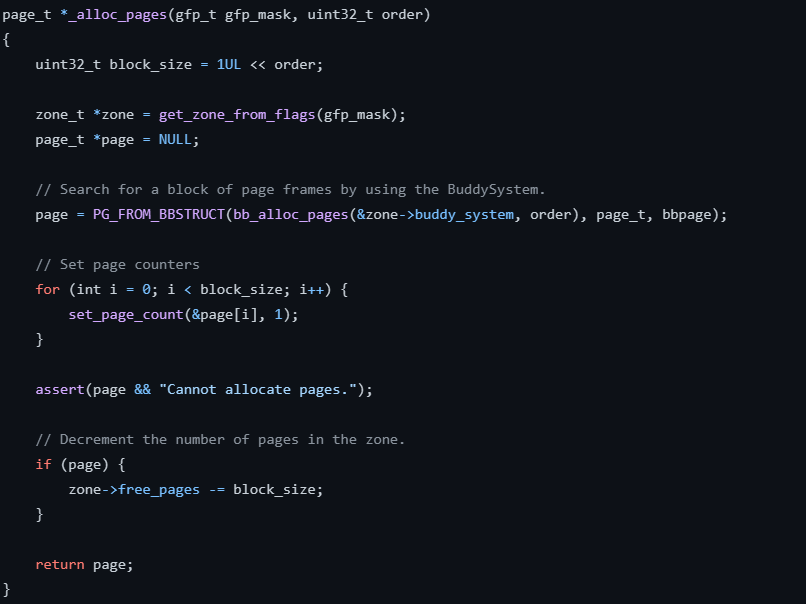 page_t *_alloc_pages(gfp_t gfp_mask, uint32_t order)
{
    uint32_t block_size = 1UL << order;

    zone_t *zone = get_zone_from_flags(gfp_mask);
    page_t *page = NULL;

    // Search for a block of page frames by using the BuddySystem.
    page = PG_FROM_BBSTRUCT(bb_alloc_pages(&zone->buddy_system, order), page_t, bbpage);

    // Set page counters
    for (int i = 0; i < block_size; i++) {
        set_page_count(&page[i], 1);
    }

    assert(page && "Cannot allocate pages.");

    // Decrement the number of pages in the zone.
    if (page) {
        zone->free_pages -= block_size;
    }

    return page;
}